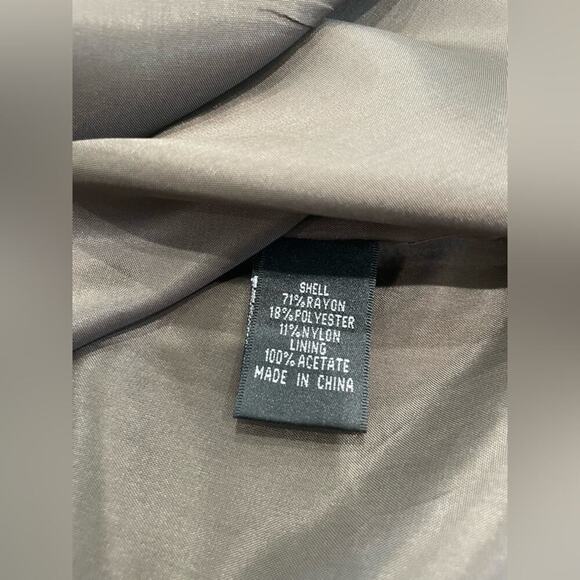 SHELL
71%RAYON
18%POLYESTER
11%NYLON
LINING
100%ACETATE
MADE IN CHINA